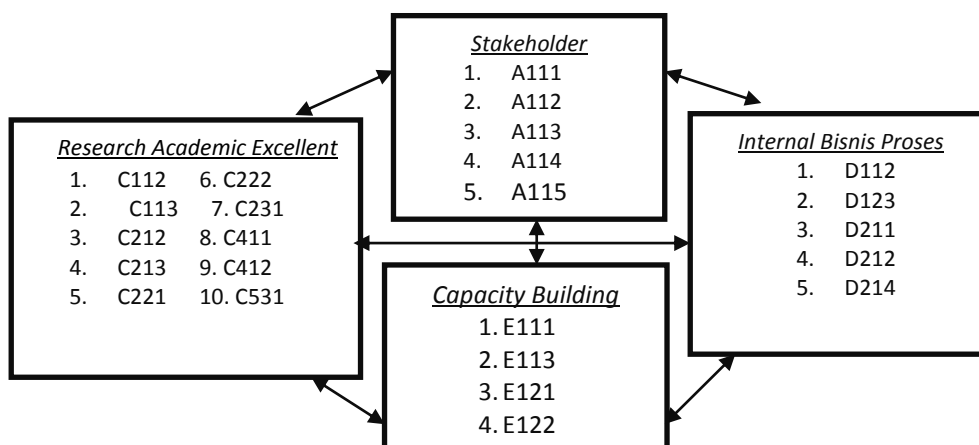 Stakeholder
1. A111
2. A112
3. A113
4. A114
5. A115
Research Academic Excellent
1. C112 6. C222
2. C113 7. C231
3. C212 8. C411
4. C213 9. C412
5. C221 10. C531
Internal Bisnis Proses
1. D112
2. D123
3. D211
4. D212
5. D214
Capacity Building
1. E111
2. E113
3. E121
4. E122